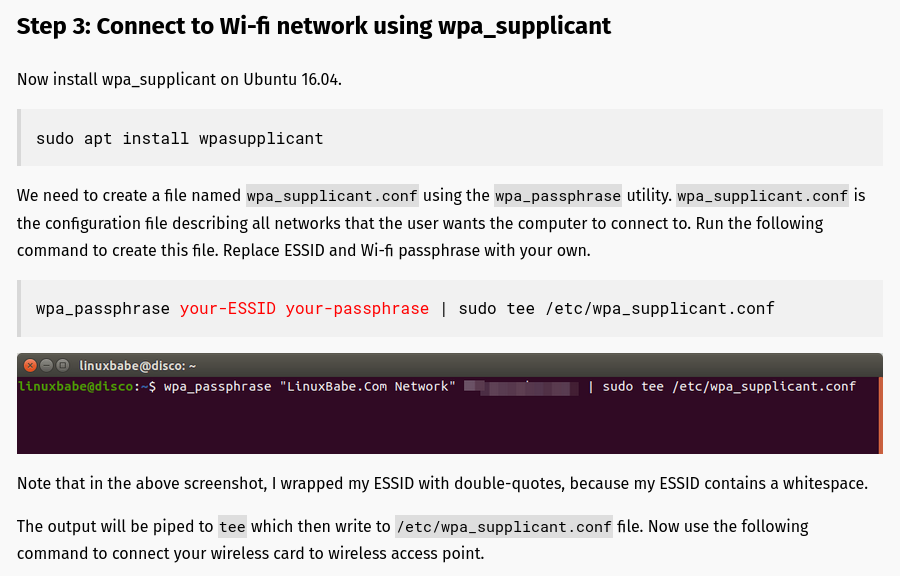 Step 3: Connect to Wi-fi network using wpa_supplicant
Now install wpa_supplicant on Ubuntu 16.04.
sudo apt install wpasupplicant
We need to create a file named wpa_supplicant.conf using the wpa_passphrase utility. wpa_supplicant.conf is
the configuration file describing all networks that the user wants the computer to connect to. Run the following
command to create this file. Replace ESSID and Wi-fi passphrase with your own.
wpa_passphrase your-ESSID your-passphrase | sudo tee /etc/wpa_supplicant.conf
linuxbabe@disco: ~
linuxbabe@disco:~$ wpa_passphrase "LinuxBabe.Com Network" | sudo tee /etc/wpa_supplicant.conf
Note that in the above screenshot, I wrapped my ESSID with double-quotes, because my ESSID contains a whitespace.
The output will be piped to tee which then write to /etc/wpa_supplicant.conf file. Now use the following
command to connect your wireless card to wireless access point.